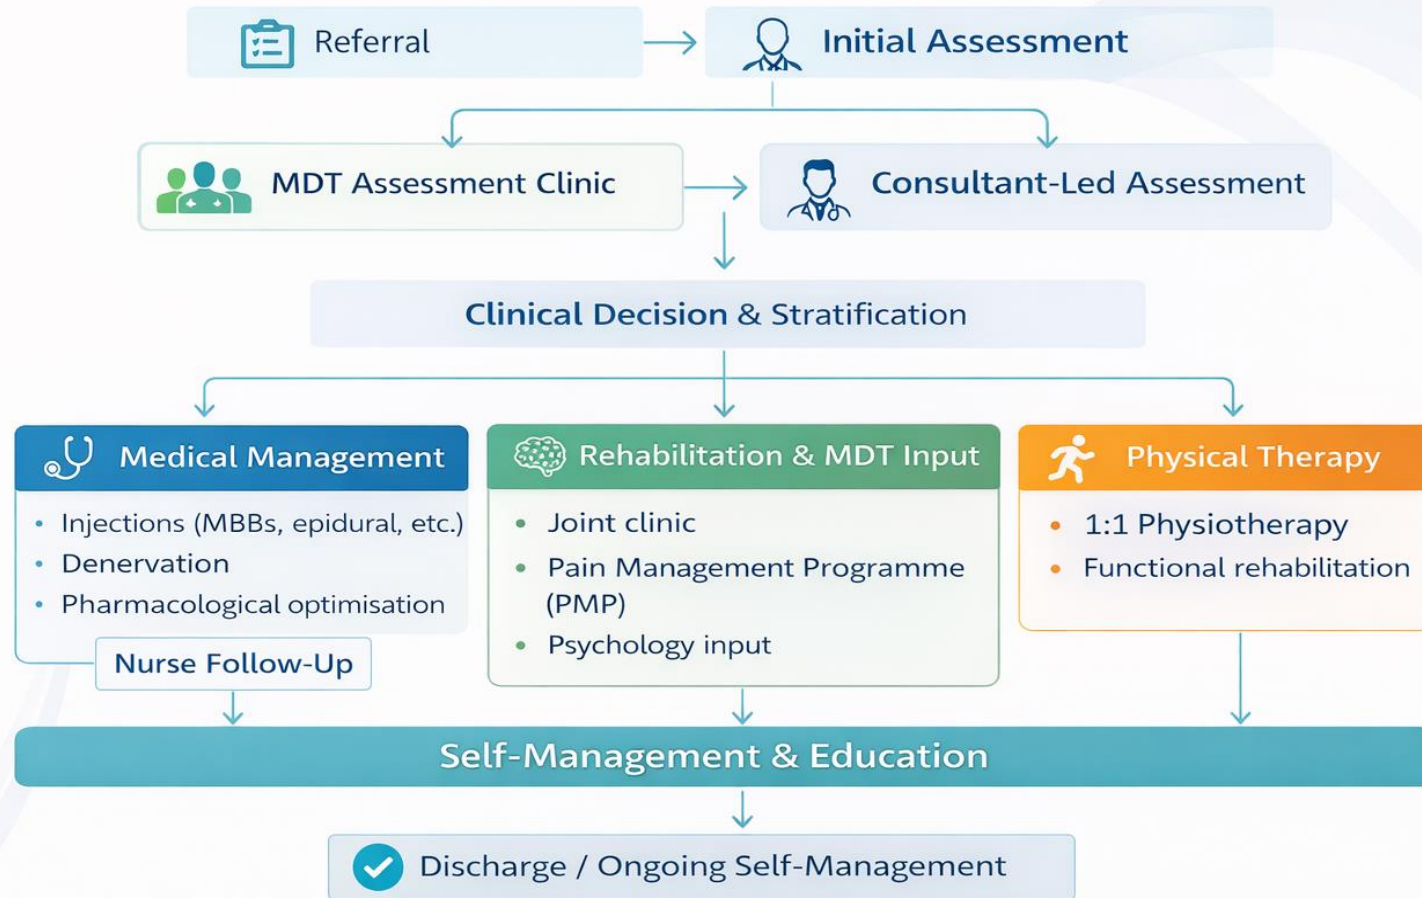 Referral
Initial Assessment
MDT Assessment Clinic
Consultant-Led Assessment
Clinical Decision & Stratification
Medical Management
• Injections (MBBs, epidural, etc.)
• Denervation
• Pharmacological optimisation
Nurse Follow-Up
Rehabilitation & MDT Input
• Joint clinic
• Pain Management Programme
(PMP)
• Psychology input
Physical Therapy
• 1:1 Physiotherapy
• Functional rehabilitation
Self-Management & Education
Discharge / Ongoing Self-Management